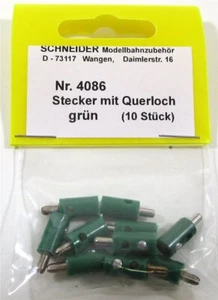 SCHNEIDER Modellbahnzubehör
D - 73117 Wangen, Daimlerstr. 16
Nr. 4086
Stecker mit Querloch
grün (10 Stück)